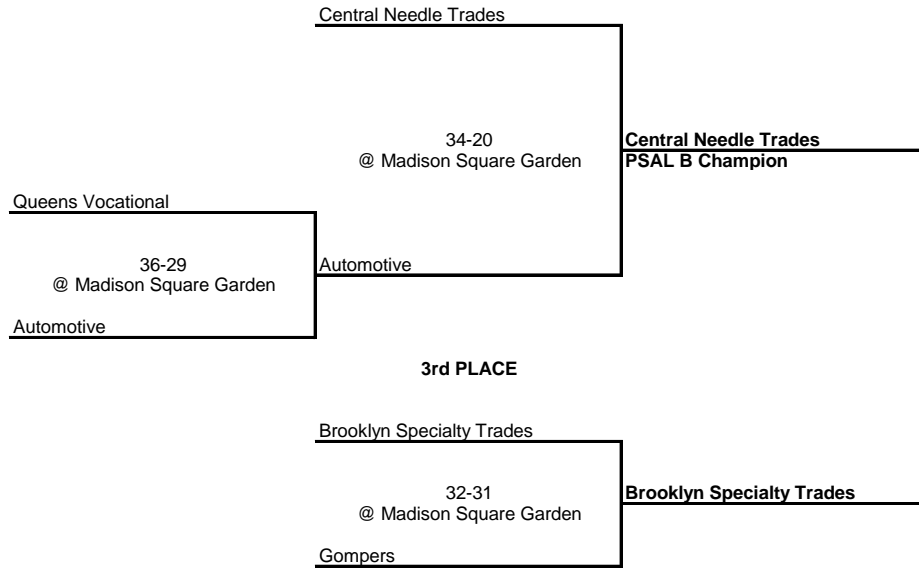 Central Needle Trades
34-20
@ Madison Square Garden
Central Needle Trades
PSAL B Champion
Queens Vocational
36-29
@ Madison Square Garden
Automotive
Automotive
3rd PLACE
Brooklyn Specialty Trades
32-31
@ Madison Square Garden
Brooklyn Specialty Trades
Gompers